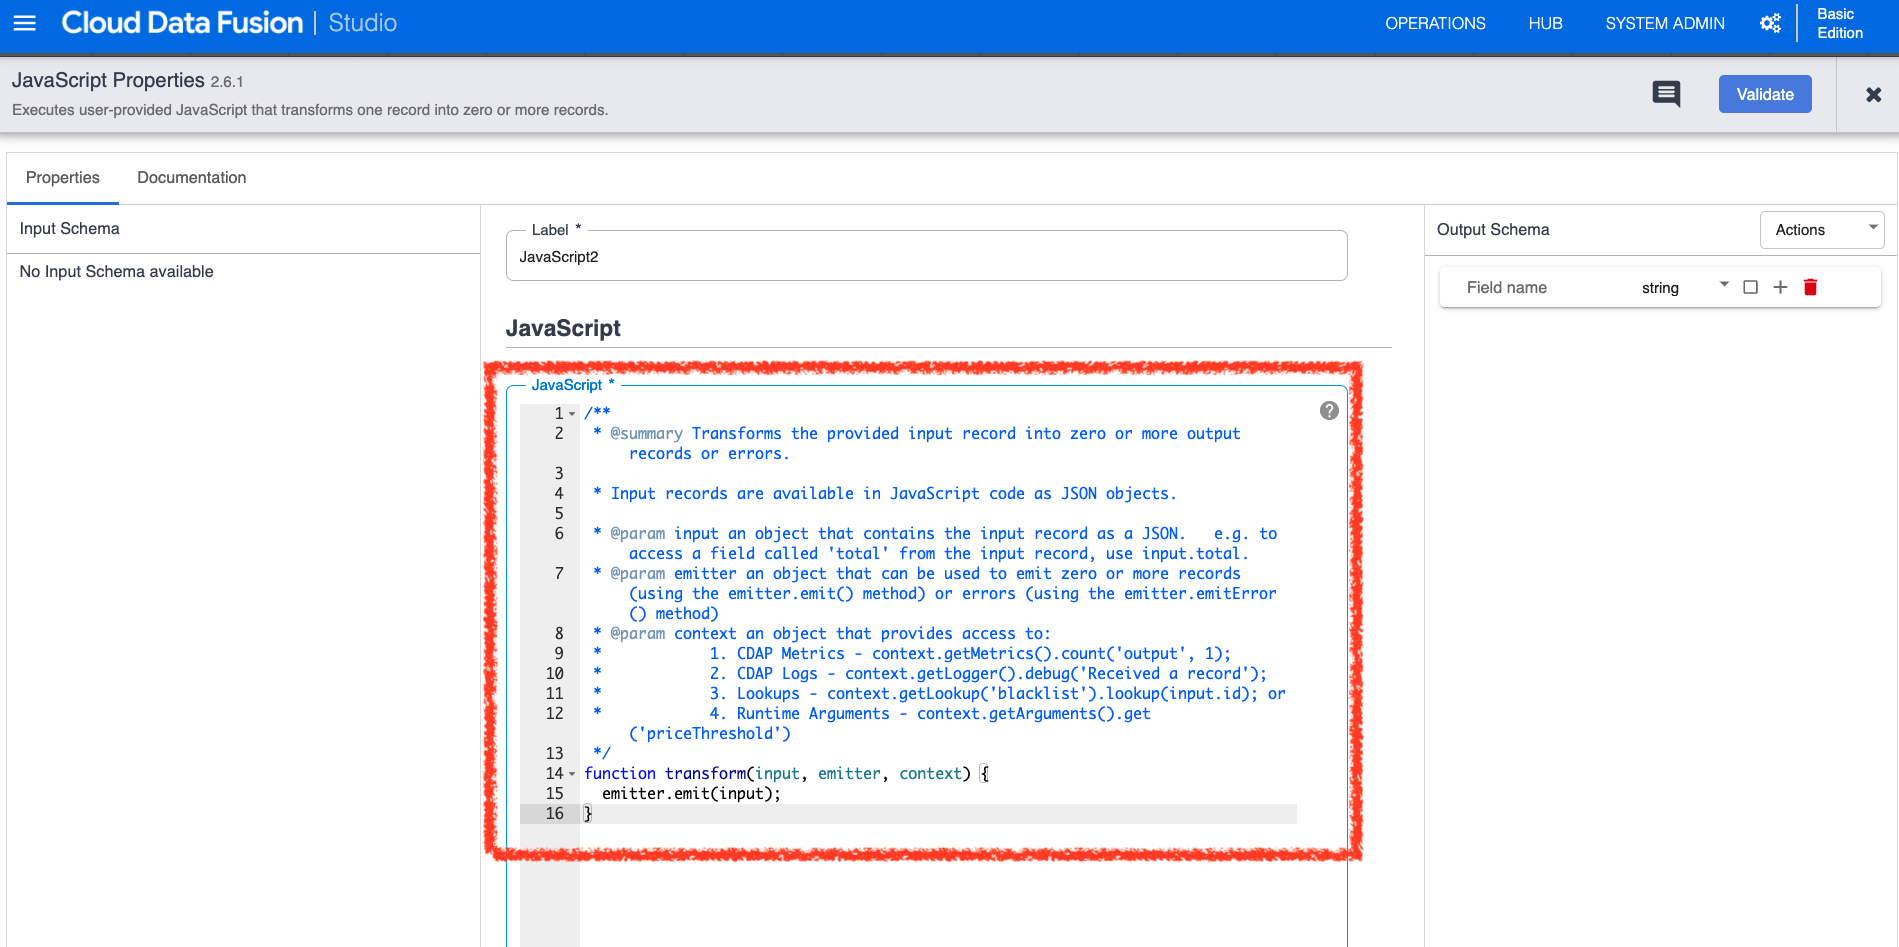 Cloud Data Fusion | Studio
OPERATIONS
HUB
SYSTEM ADMIN
Basic
Edition
JavaScript Properties 2.6.1
Executes user-provided JavaScript that transforms one record into zero or more records.
Validate
Properties
Documentation
Input Schema
No Input Schema available
Label *
JavaScript2
JavaScript
JavaScript *
1 /**
2 * @summary Transforms the provided input record into zero or more output
records or errors.
3
4 * Input records are available in JavaScript code as JSON objects.
5
6 * @param input an object that contains the input record as a JSON.   e.g. to
access a field called 'total' from the input record, use input.total.
7 * @param emitter an object that can be used to emit zero or more records
(using the emitter.emit() method) or errors (using the emitter.emitError
() method)
8 * @param context an object that provides access to:
9 *            1. CDAP Metrics - context.getMetrics().count('output', 1);
10 *            2. CDAP Logs - context.getLogger().debug('Received a record');
11 *            3. Lookups - context.getLookup('blacklist').lookup(input.id); or
12 *            4. Runtime Arguments - context.getArguments().get
('priceThreshold')
13 */
14 function transform(input, emitter, context) {
15   emitter.emit(input);
16 }
Output Schema
Actions
Field name
string